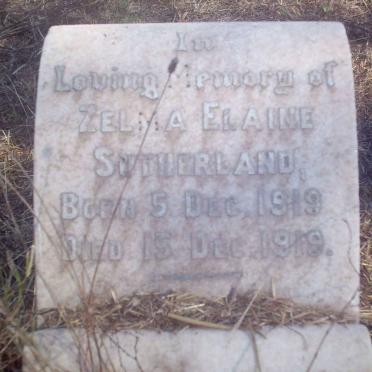 In
Loving Memory of
ZELMA ELAINE
SUTHERLAND,
BORN 5 DEC. 1919
DIED 15 DEC. 1919.